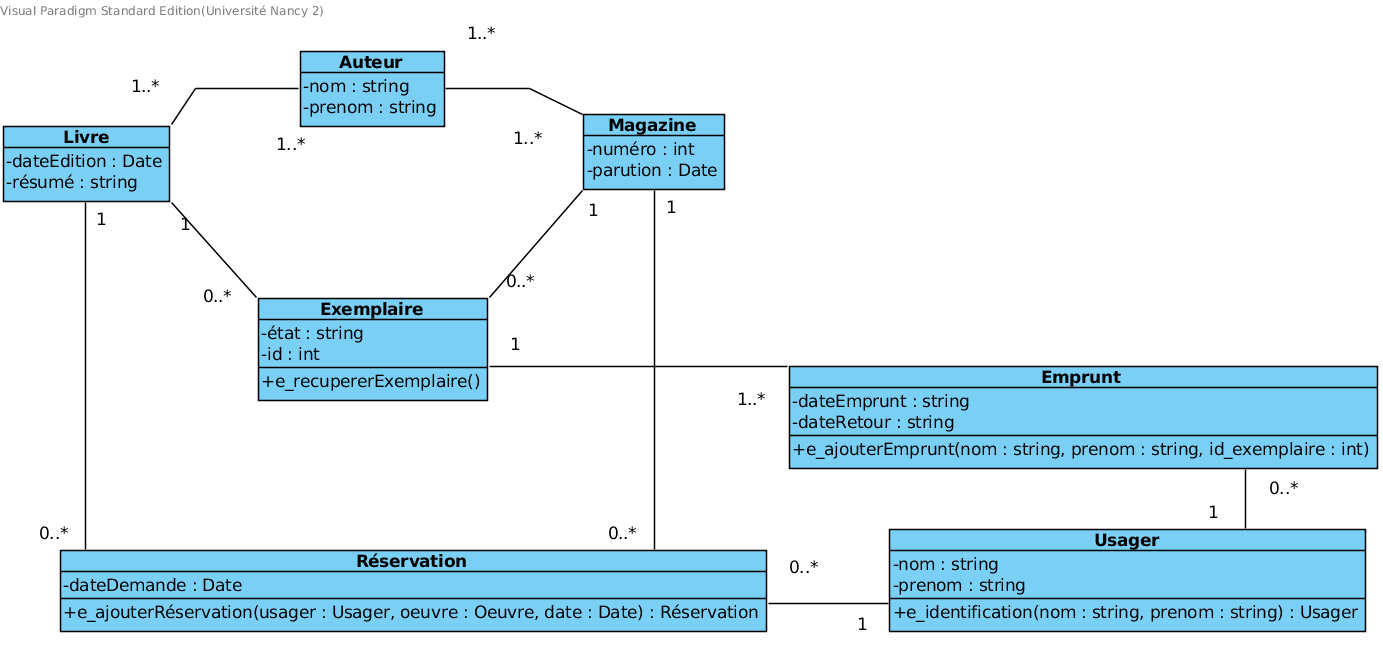 Visual Paradigm Standard Edition(Université Nancy 2)
1..*
Auteur
-nom : string
-prenom : string
1..*
1..*
1..*
Livre
-dateEdition : Date
-résumé : string
Magazine
-numéro : int
-parution : Date
1
1
1
1
0..*
0..*
Exemplaire
-état : string
-id : int
+e_recupererExemplaire()
1
1..*
Emprunt
-dateEmprunt : string
-dateRetour : string
+e_ajouterEmprunt(nom : string, prenom : string, id_exemplaire : int)
0..*
1
0..*
0..*
Réservation
-dateDemande : Date
+e_ajouterRéservation(usager : Usager, oeuvre : Oeuvre, date : Date) : Réservation
0..*
1
Usager
-nom : string
-prenom : string
+e_identification(nom : string, prenom : string) : Usager